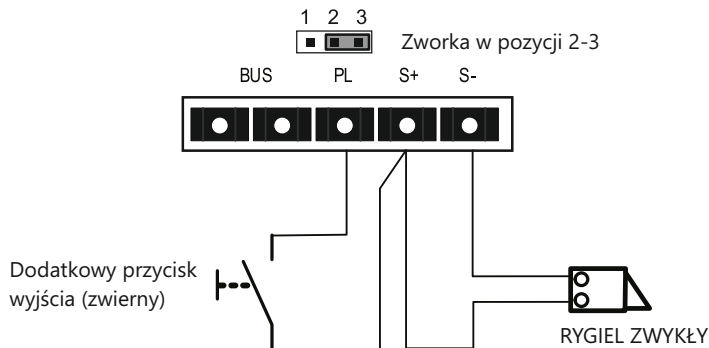 1 2 3
Zworka w pozycji 2-3
BUS PL S+ S-
Dodatkowy przycisk
wyjścia (zwierny)
RYGIEL ZWYKŁY